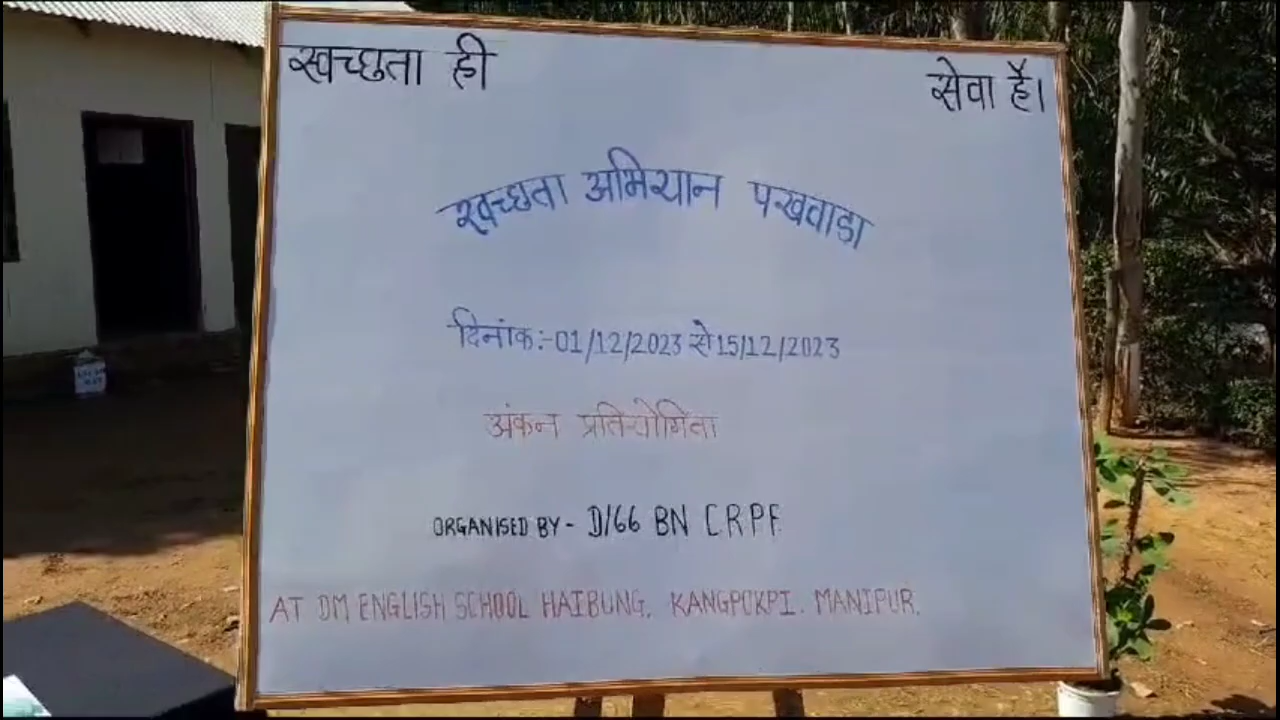 स्वच्छता ही सेवा है।
स्वच्छता अभियान पखवाडा
दिनांक:-01/12/2023 से 15/12/2023
अंकन प्रतियोगिता
ORGANISED BY- D/66 BN CRPF
AT DM ENGLISH SCHOOL HAIBUNG, KANGPOKPI. MANIPUR.